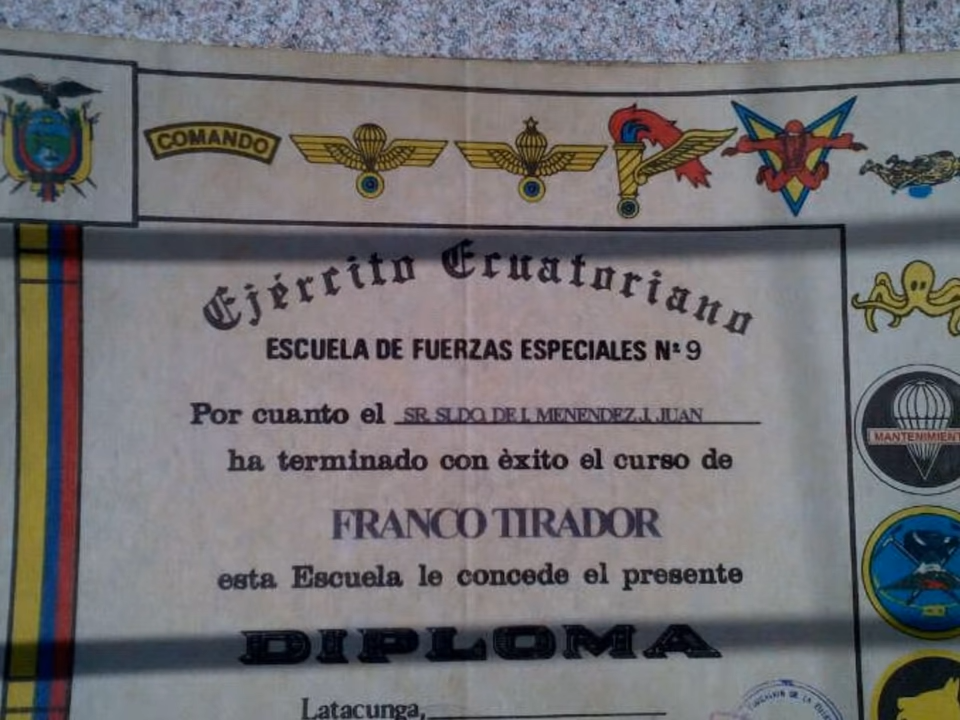 COMANDO
Ejército Ecuatoriano
ESCUELA DE FUERZAS ESPECIALES Nº 9
Por cuanto el SR. SLDO. DE I. MENENDEZ J. JUAN
ha terminado con èxito el curso de
FRANCO TIRADOR
esta Escuela le concede el presente
DIPLOMA
Latacunga,
MANTENIMIENT